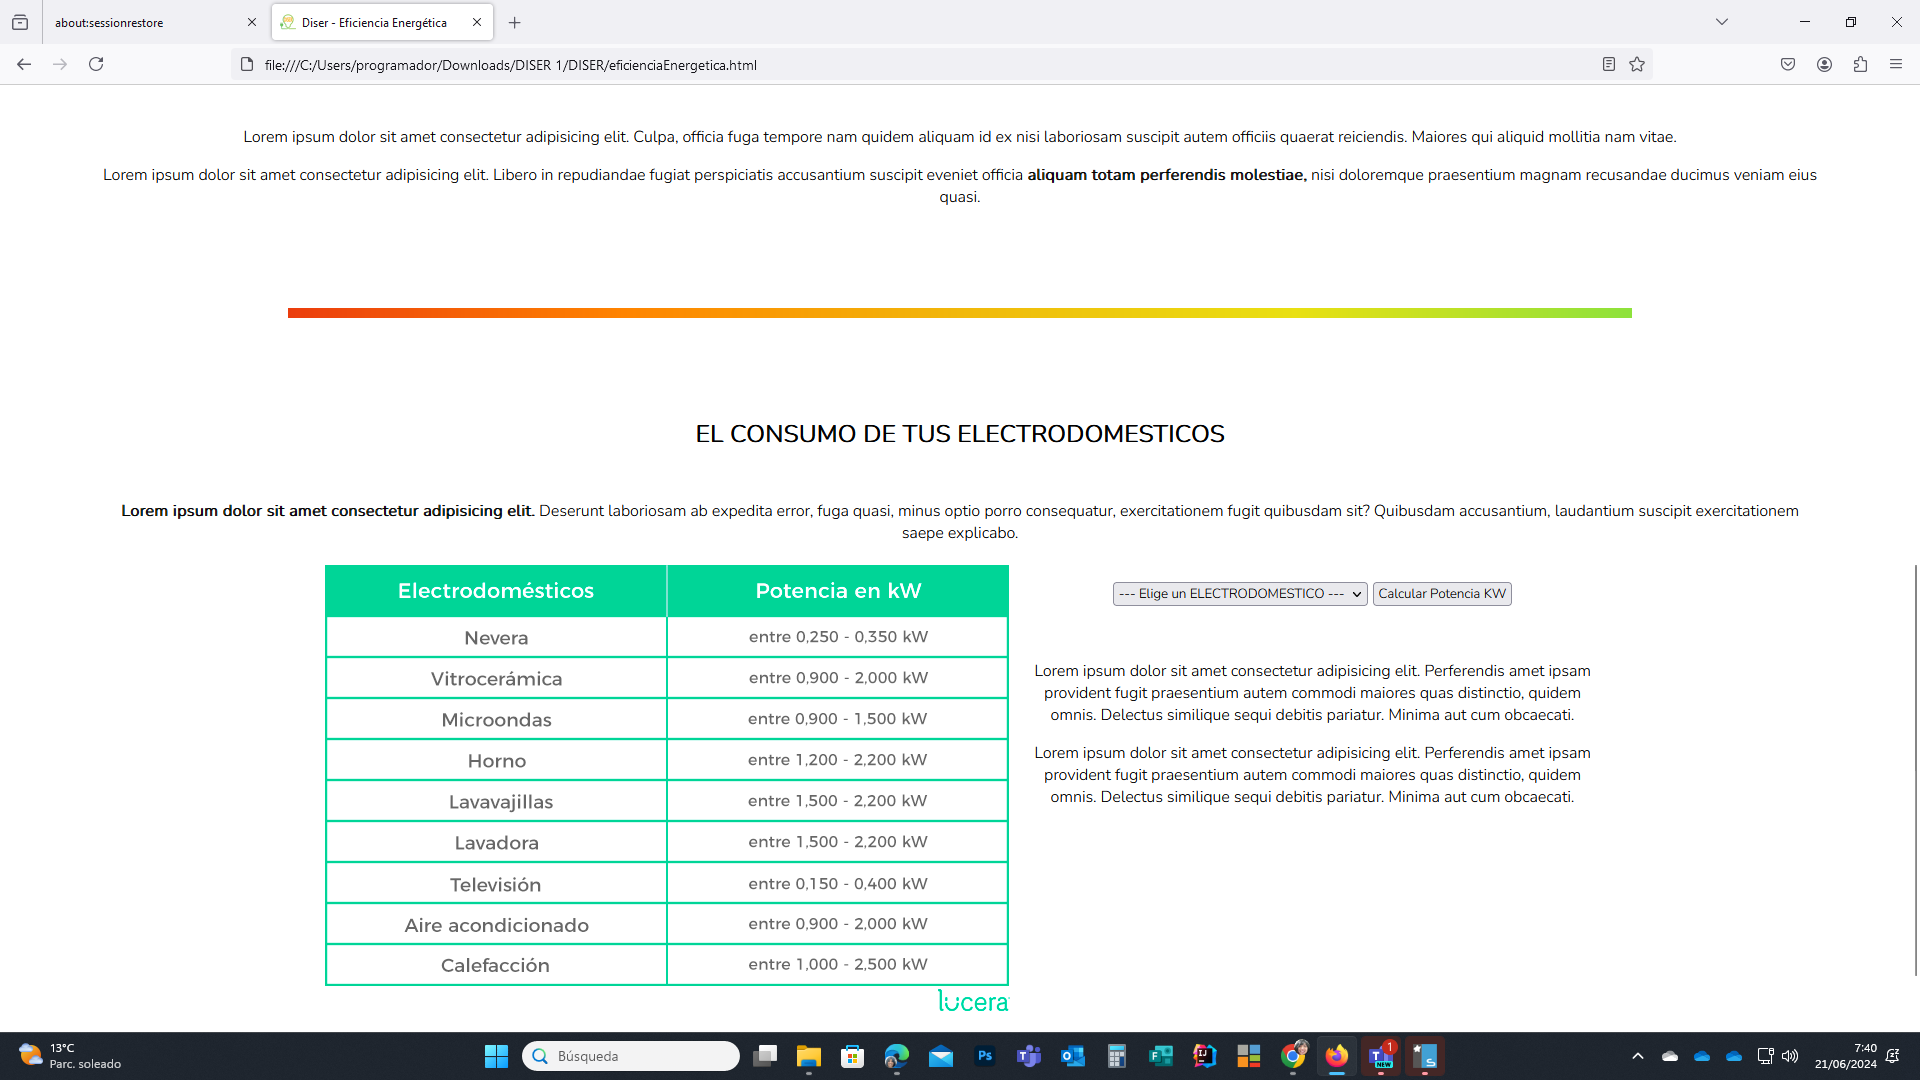 about:sessionrestore
Diser - Eficiencia Energética
file:///C:/Users/programador/Downloads/DISER 1/DISER/eficienciaEnergetica.html
Lorem ipsum dolor sit amet consectetur adipisicing elit. Culpa, officia fuga tempore nam quidem aliquam id ex nisi laboriosam suscipit autem officiis quaerat reiciendis. Maiores qui aliquid mollitia nam vitae.
Lorem ipsum dolor sit amet consectetur adipisicing elit. Libero in repudiandae fugiat perspiciatis accusantium suscipit eveniet officia aliquam totam perferendis molestiae, nisi doloremque praesentium magnam recusandae ducimus veniam eius
quasi.
EL CONSUMO DE TUS ELECTRODOMESTICOS
Lorem ipsum dolor sit amet consectetur adipisicing elit. Deserunt laboriosam ab expedita error, fuga quasi, minus optio porro consequatur, exercitationem fugit quibusdam sit? Quibusdam accusantium, laudantium suscipit exercitationem
saepe explicabo.
Electrodomésticos Potencia en kW
Nevera entre 0,250 - 0,350 kW
Vitrocerámica entre 0,900 - 2,000 kW
Microondas entre 0,900 - 1,500 kW
Horno entre 1,200 - 2,200 kW
Lavavajillas entre 1,500 - 2,200 kW
Lavadora entre 1,500 - 2,200 kW
Televisión entre 0,150 - 0,400 kW
Aire acondicionado entre 0,900 - 2,000 kW
Calefacción entre 1,000 - 2,500 kW
lucera
--- Elige un ELECTRODOMESTICO --- Calcular Potencia KW
Lorem ipsum dolor sit amet consectetur adipisicing elit. Perferendis amet ipsam
provident fugit praesentium autem commodi maiores quas distinctio, quidem
omnis. Delectus similique sequi debitis pariatur. Minima aut cum obcaecati.
Lorem ipsum dolor sit amet consectetur adipisicing elit. Perferendis amet ipsam
provident fugit praesentium autem commodi maiores quas distinctio, quidem
omnis. Delectus similique sequi debitis pariatur. Minima aut cum obcaecati.
13°C
Parc. soleado
Búsqueda
Ps
1
NEW
7:40
21/06/2024